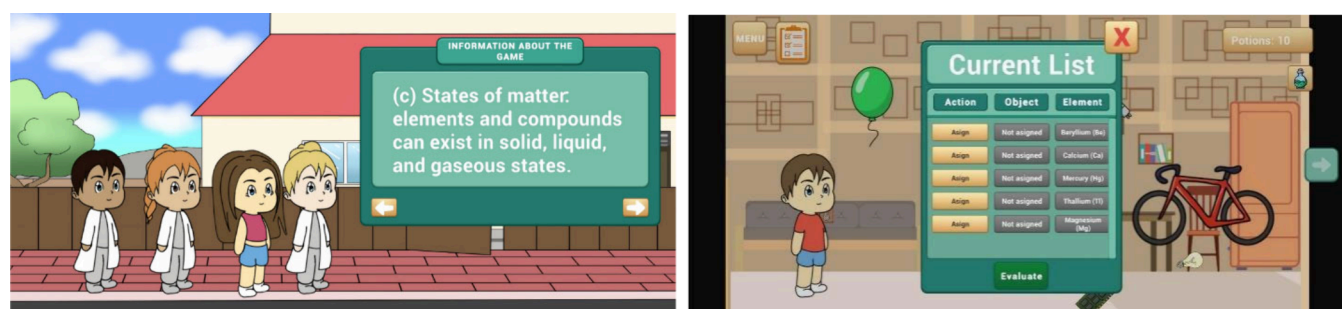 INFORMATION ABOUT THE
GAME
(c) States of matter:
elements and compounds
can exist in solid, liquid,
and gaseous states.
MENU
X
Potions: 10
Current List
Action Object Element
Asign Not asigned Berylium (Be)
Asign Not asigned Calcium (Ca)
Asign Not asigned Mercury (Hg)
Asign Not asigned Thallium (Tl)
Asign Not asigned Magnesium
(Mg)
Evaluate